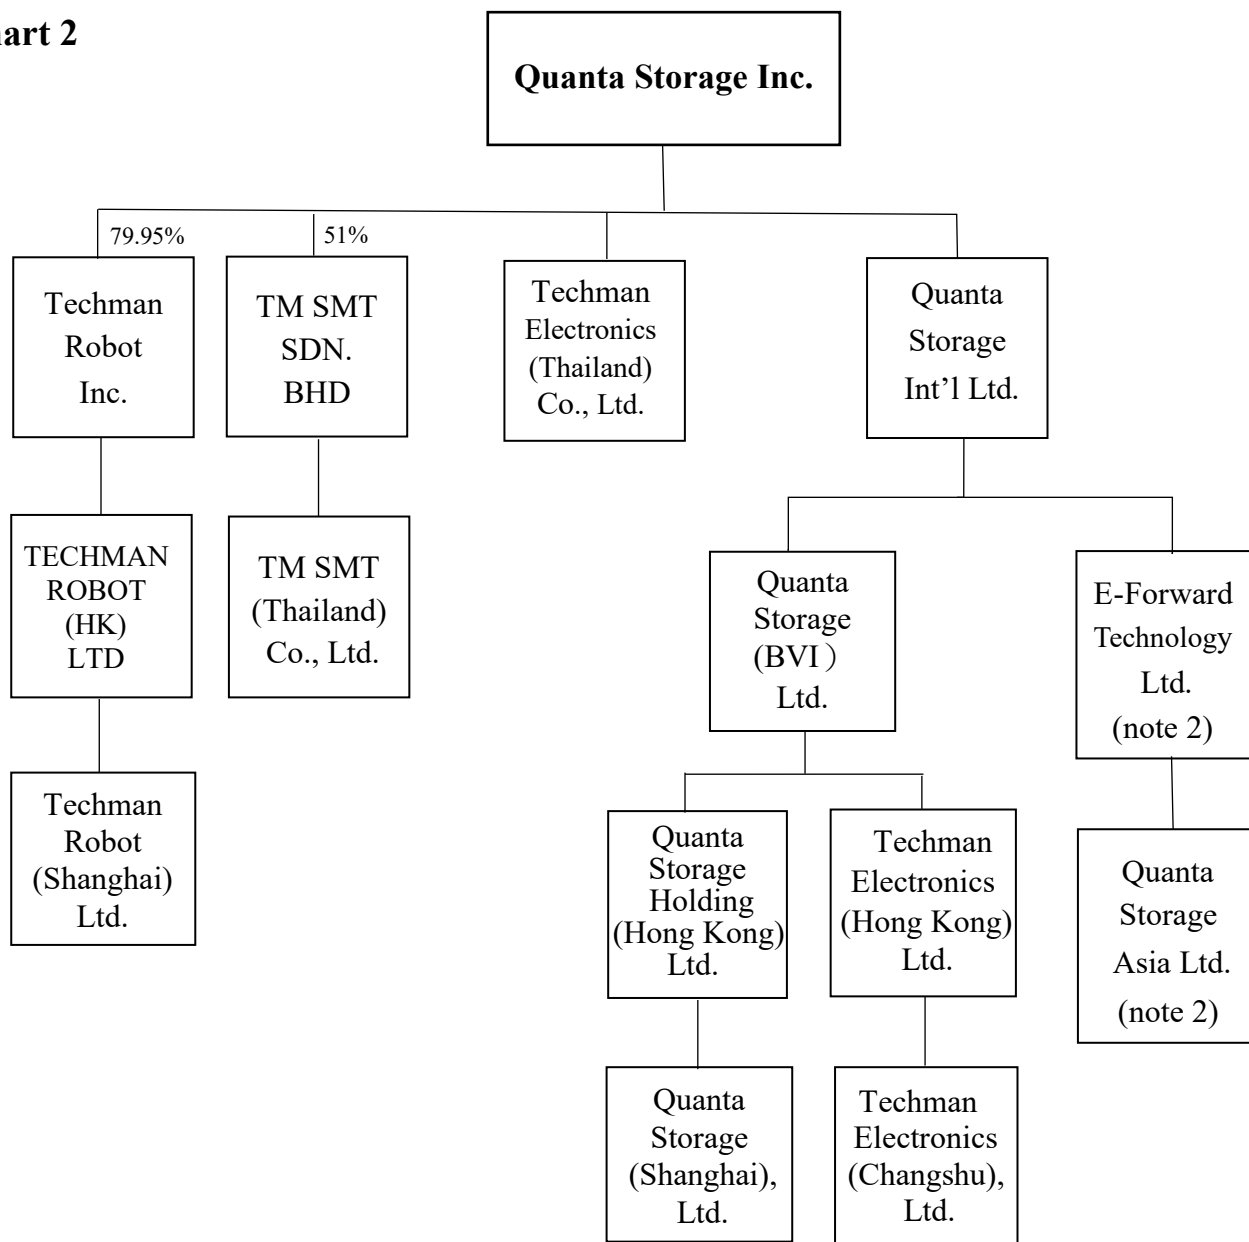 art 2
Quanta Storage Inc.
79.95%
51%
Techman
Robot
Inc.
TM SMT
SDN.
BHD
Techman
Electronics
(Thailand)
Co., Ltd.
Quanta
Storage
Int’l Ltd.
TECHMAN
ROBOT
(HK)
LTD
TM SMT
(Thailand)
Co., Ltd.
Quanta
Storage
(BVI）
Ltd.
E-Forward
Technology
Ltd.
(note 2)
Techman
Robot
(Shanghai)
Ltd.
Quanta
Storage
Holding
(Hong Kong)
Ltd.
Techman
Electronics
(Hong Kong)
Ltd.
Quanta
Storage
Asia Ltd.
(note 2)
Quanta
Storage
(Shanghai),
Ltd.
Techman
Electronics
(Changshu),
Ltd.